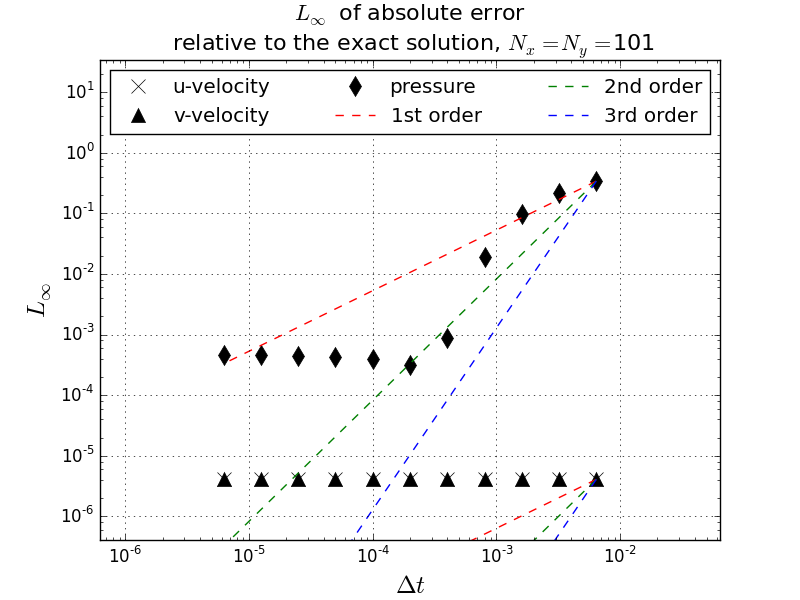 L∞ of absolute error
relative to the exact solution, Nx =Ny =101
u-velocity
v-velocity
pressure
1st order
2nd order
3rd order
10^1
10^0
10^-1
10^-2
10^-3
10^-4
10^-5
10^-6
L∞
10^-6 10^-5 10^-4 10^-3 10^-2
Δt